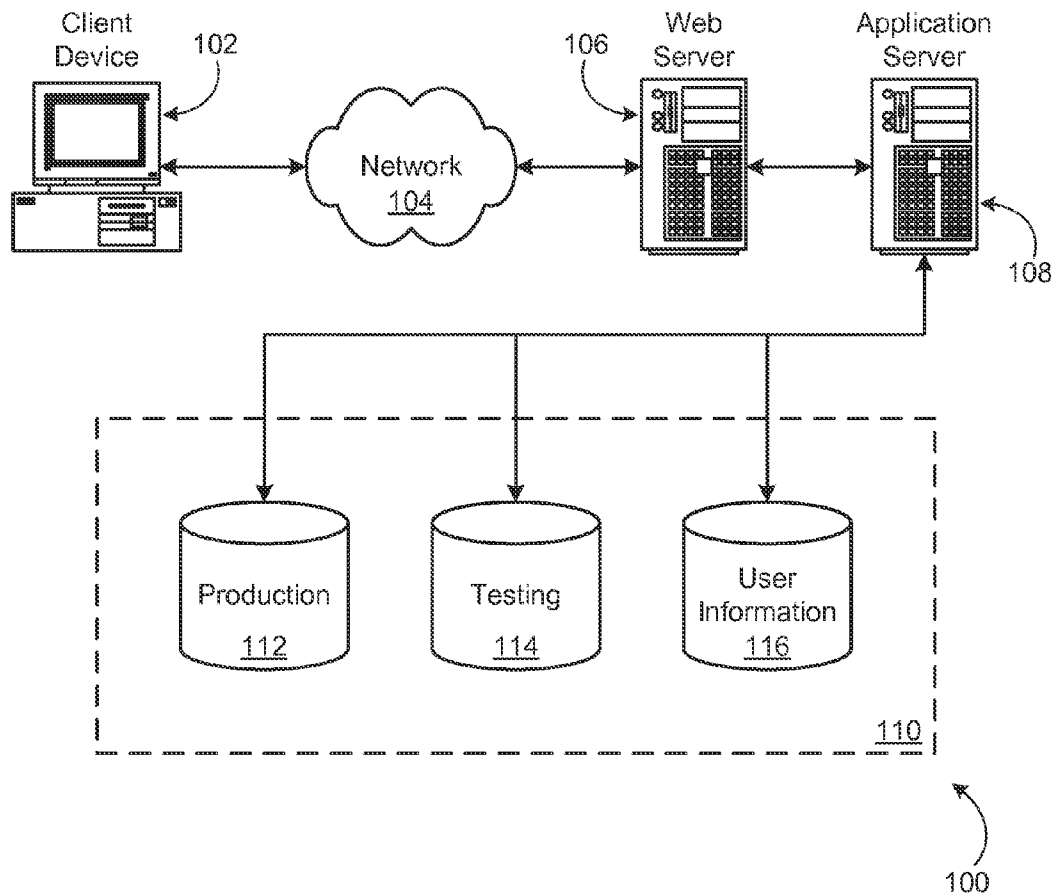 Client
Device
102
Network
104
106
Web
Server
Application
Server
108
Production
112
Testing
114
User
Information
116
110
100